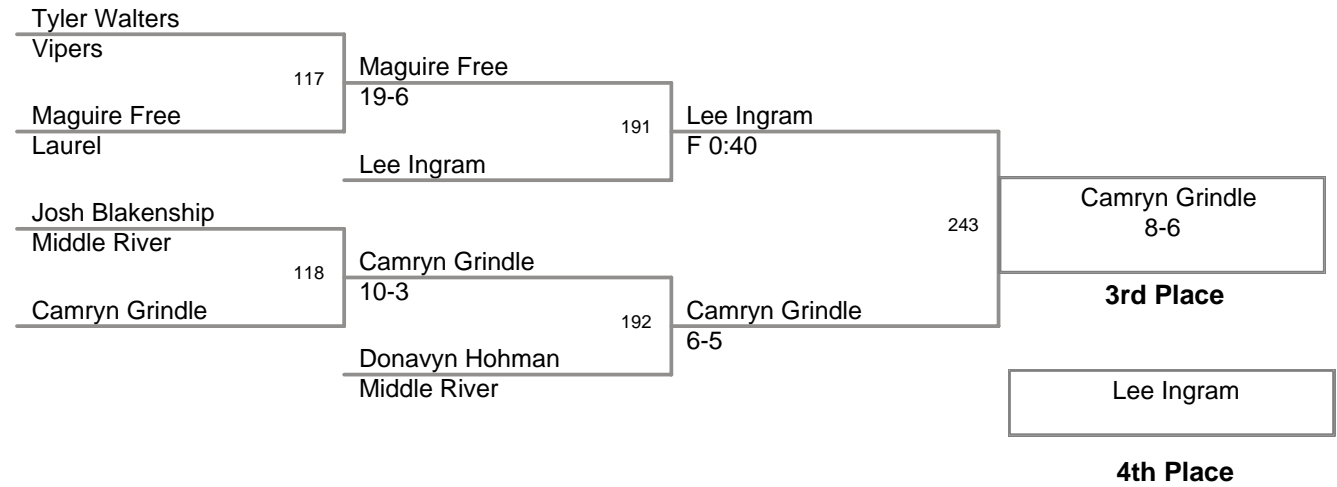 Tyler Walters
Vipers
117
Maguire Free
19-6
Maguire Free
Laurel
191
Lee Ingram
F 0:40
Lee Ingram
Josh Blakenship
Middle River
118
Camryn Grindle
10-3
Camryn Grindle
192
Camryn Grindle
6-5
Donavyn Hohman
Middle River
243
Camryn Grindle
8-6
3rd Place
Lee Ingram
4th Place